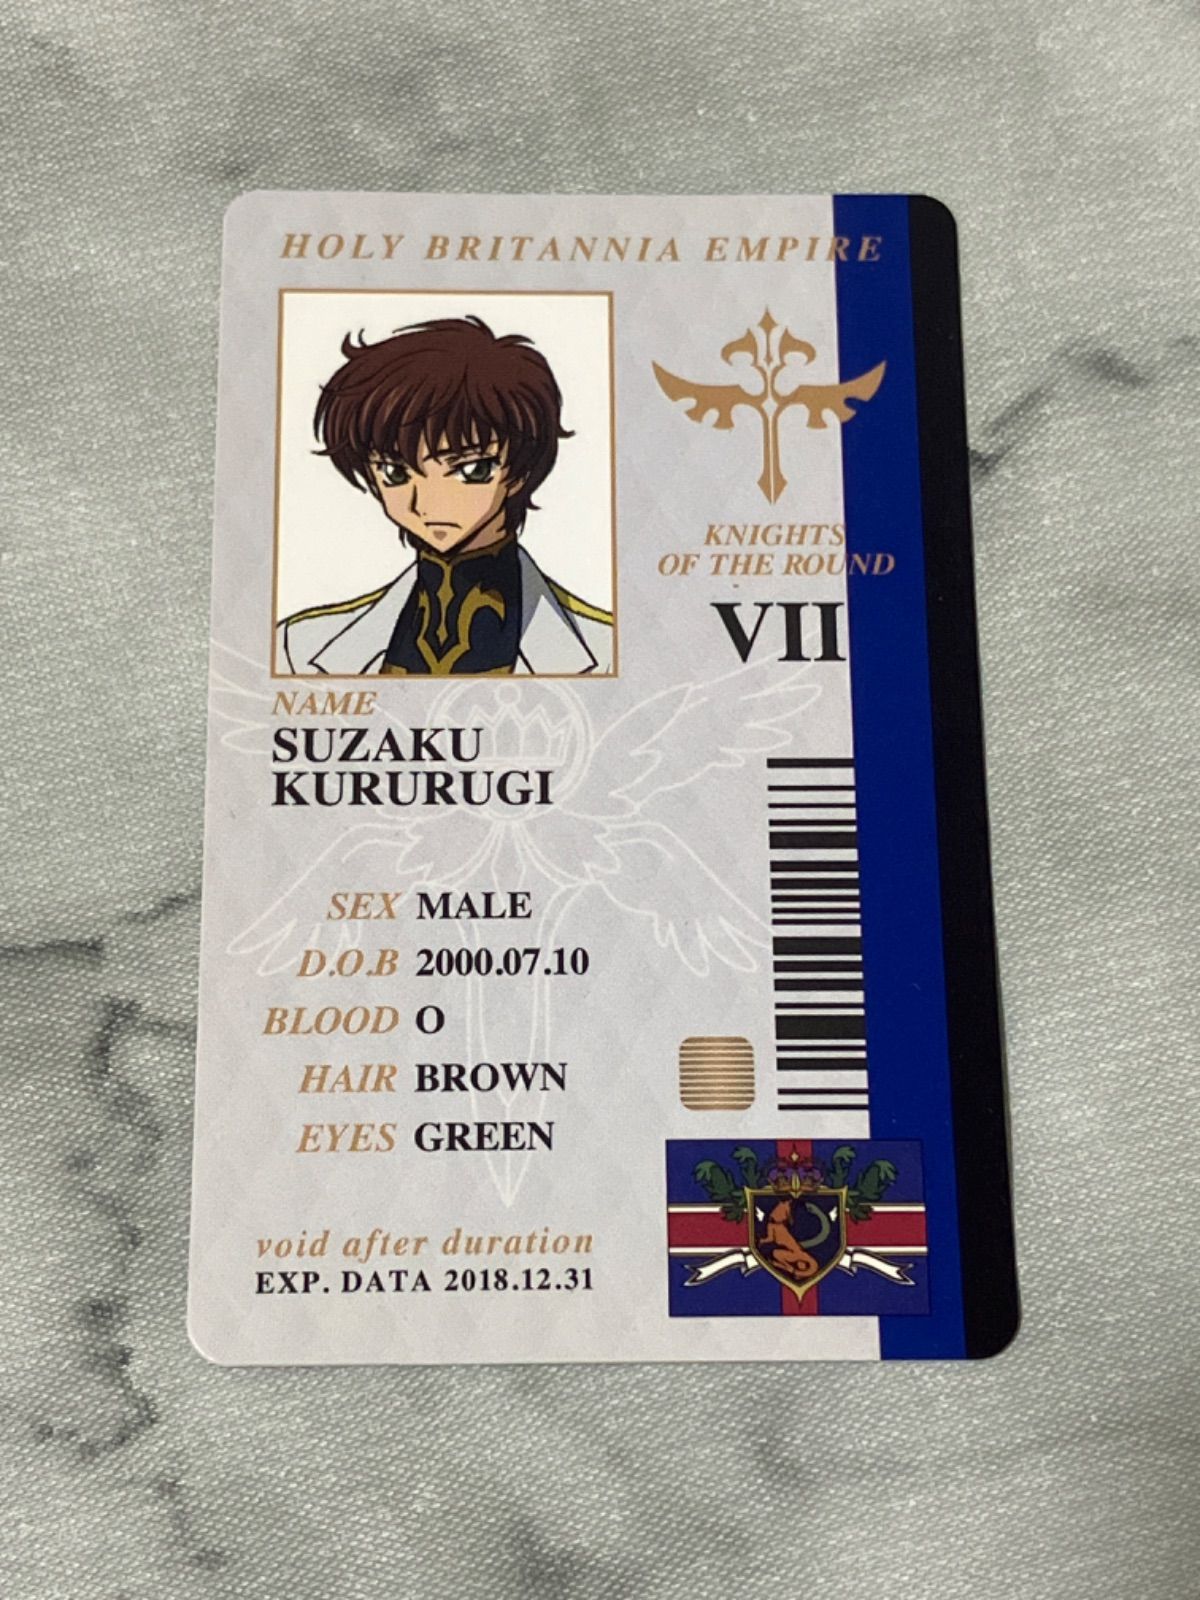 HOLY BRITANNIA EMPIRE
KNIGHTS
OF THE ROUND
VII
NAME
SUZAKU
KURURUGI
SEX MALE
D.O.B 2000.07.10
BLOOD O
HAIR BROWN
EYES GREEN
void after duration
EXP. DATA 2018.12.31